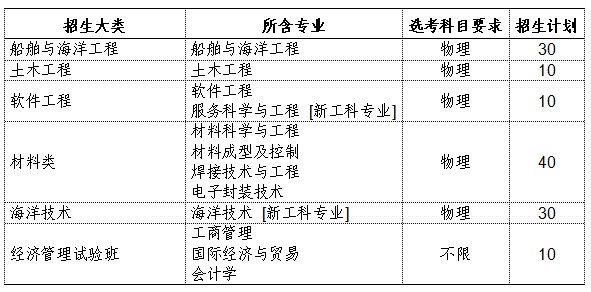 招生大类 所含专业 选考科目要求 招生计划
船舶与海洋工程 船舶与海洋工程 物理 30
土木工程 土木工程 物理 10
软件工程 软件工程 物理 10
服务科学与工程 [新工科专业]
材料类 材料科学与工程 物理 40
材料成型及控制
焊接技术与工程
电子封装技术
海洋技术 海洋技术 [新工科专业] 物理 30
经济管理试验班 工商管理 不限 10
国际经济与贸易
会计学